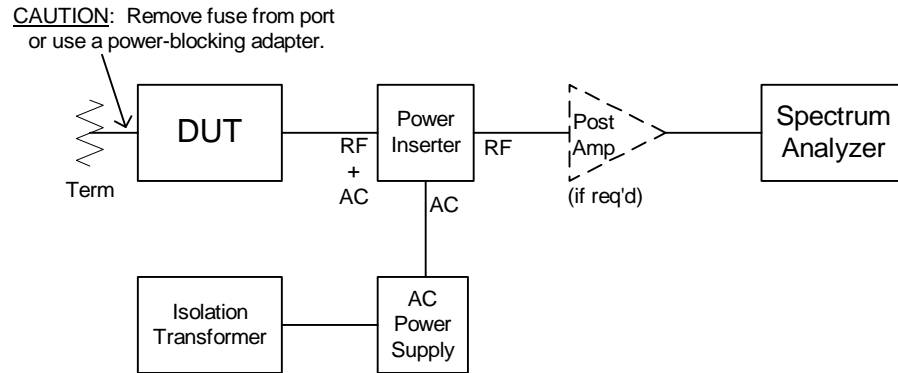 CAUTION: Remove fuse from port
or use a power-blocking adapter.
DUT
Power
Inserter
Post
Amp
Spectrum
Analyzer
RF
+
AC
RF
Term
(if req'd)
AC
Isolation
Transformer
AC
Power
Supply